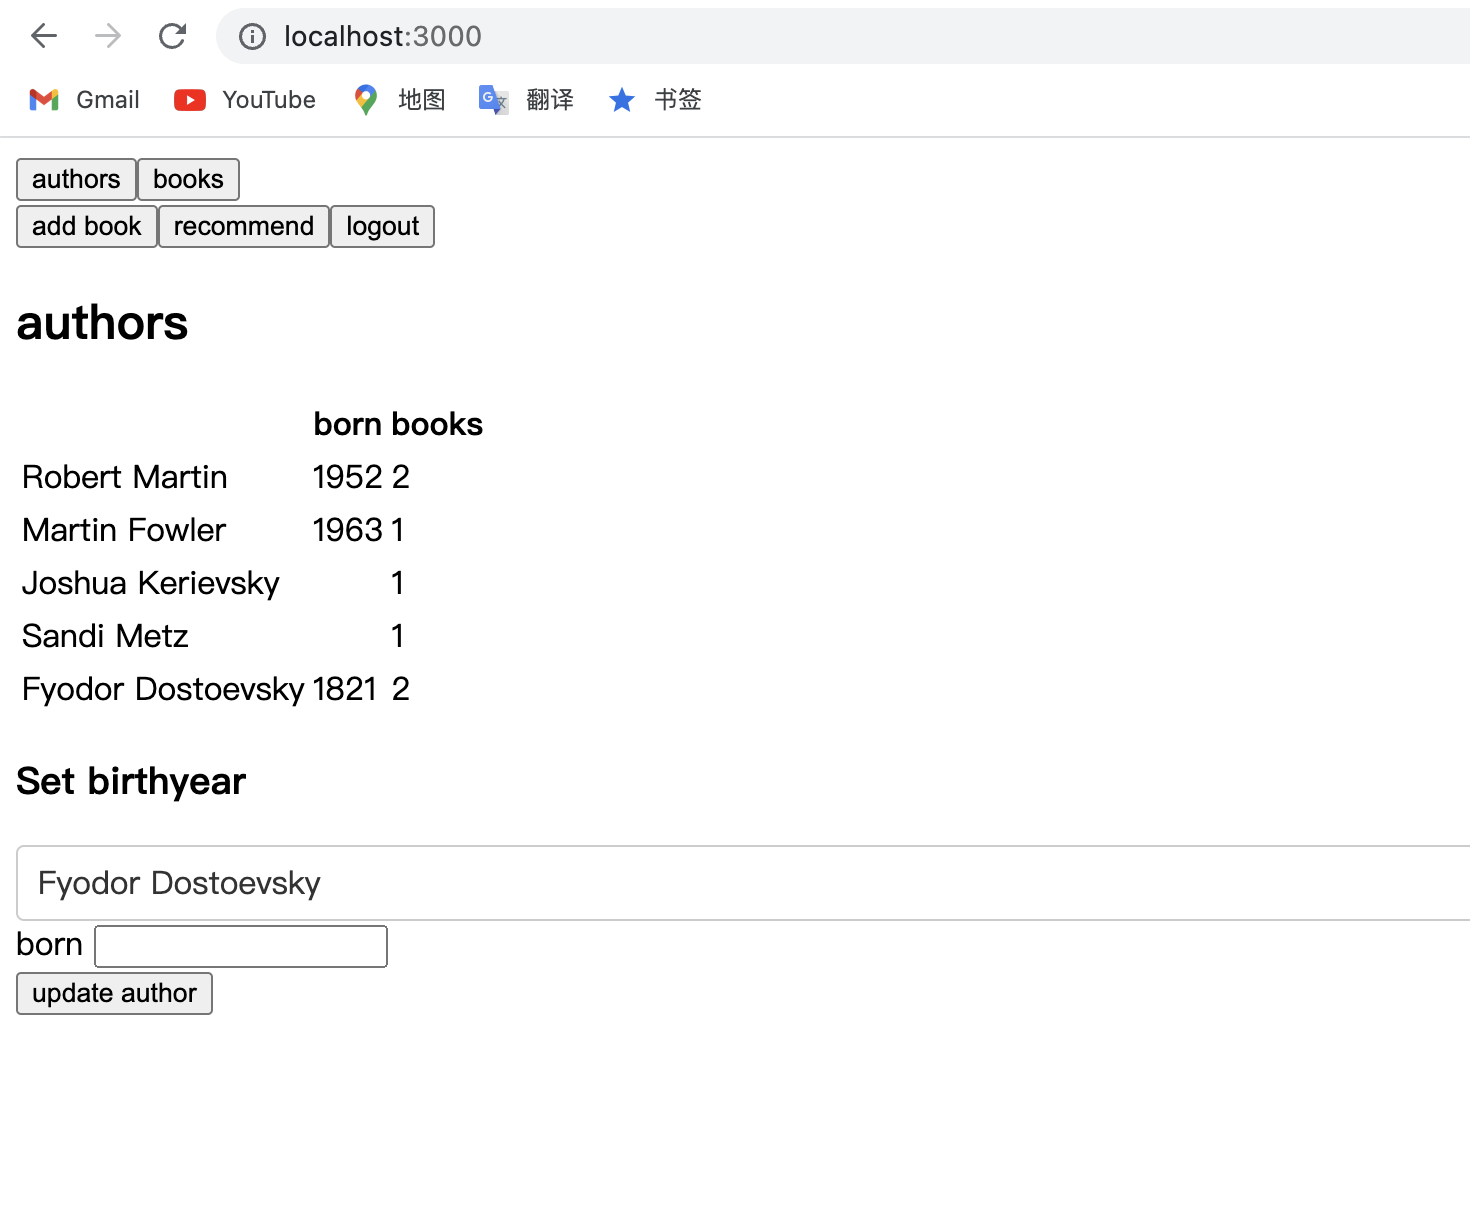 localhost:3000
Gmail YouTube 地图 翻译 书签
authors books
add book recommend logout
authors
born books
Robert Martin 1952 2
Martin Fowler 1963 1
Joshua Kerievsky 1
Sandi Metz 1
Fyodor Dostoevsky 1821 2
Set birthyear
Fyodor Dostoevsky
born
update author